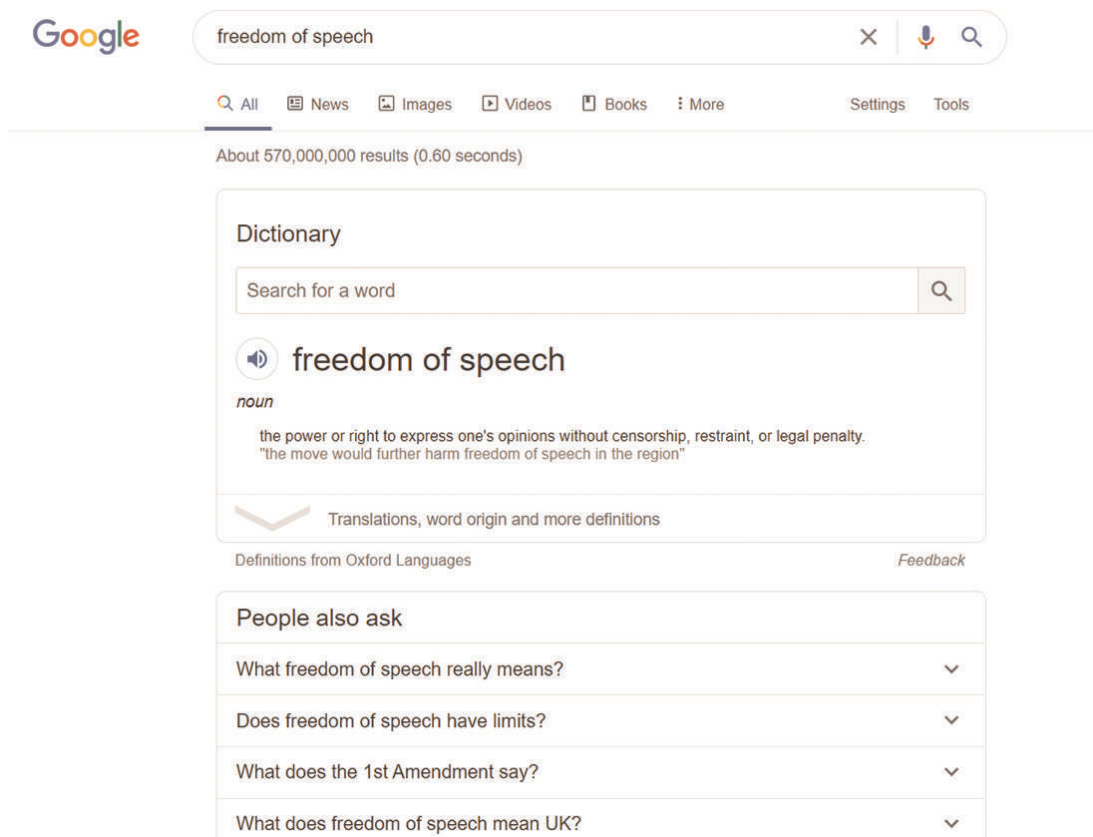 Google
freedom of speech
All News Images Videos Books More Settings Tools
About 570,000,000 results (0.60 seconds)
Dictionary
Search for a word
freedom of speech
noun
the power or right to express one's opinions without censorship, restraint, or legal penalty.
"the move would further harm freedom of speech in the region"
Translations, word origin and more definitions
Definitions from Oxford Languages Feedback
People also ask
What freedom of speech really means?
Does freedom of speech have limits?
What does the 1st Amendment say?
What does freedom of speech mean UK?